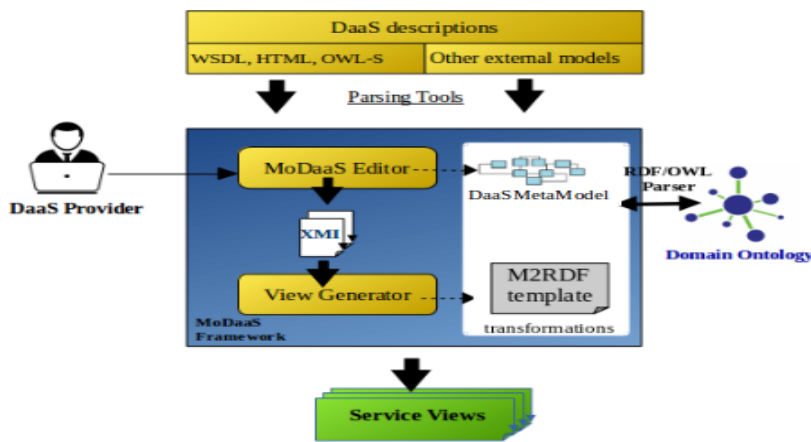 DaaS descriptions
WSDL, HTML, OWL-S
Other external models
Parsing Tools
MoDaaS Editor
DaaSMetaModel
RDF/OWL
Parser
DaaS Provider
XMI
Domain Ontology
View Generator
M2RDF
template
transformations
MoDaaS
Framework
Service Views